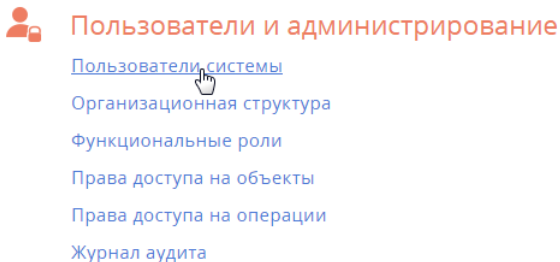 Пользователи и администрирование
Пользователи системы
Организационная структура
Функциональные роли
Права доступа на объекты
Права доступа на операции
Журнал аудита